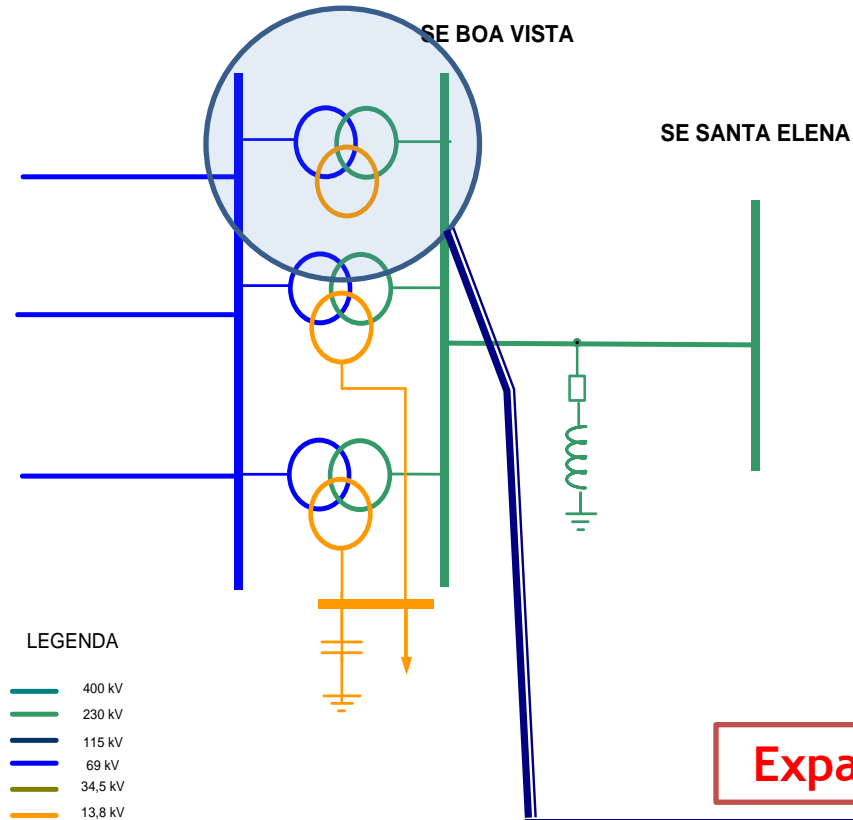 SE BOA VISTA
SE SANTA ELENA
LEGENDA
400 kV
230 kV
115 kV
69 kV
34,5 kV
13,8 kV
Expa